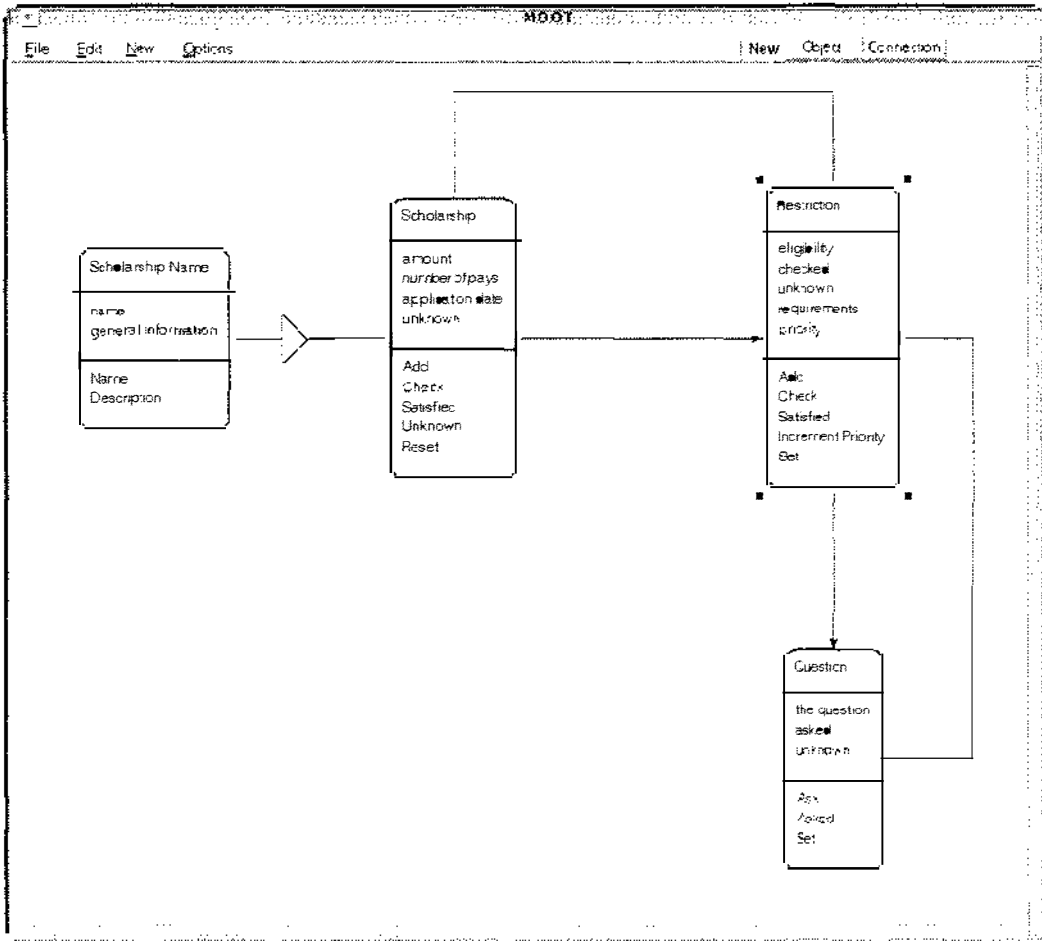 MOOT
File Edit New Options New Object Connection
Scholarship Name
name
general information
Name
Description
Scholarship
amount
number of pays
application date
unknown
Add
Check
Satisfied
Unknown
Reset
Restriction
eligibility
checked
unknown
requirements
priority
Add
Check
Satisfied
Increment Priority
Set
Question
the question
asked
unknown
Ask
Asked
Set